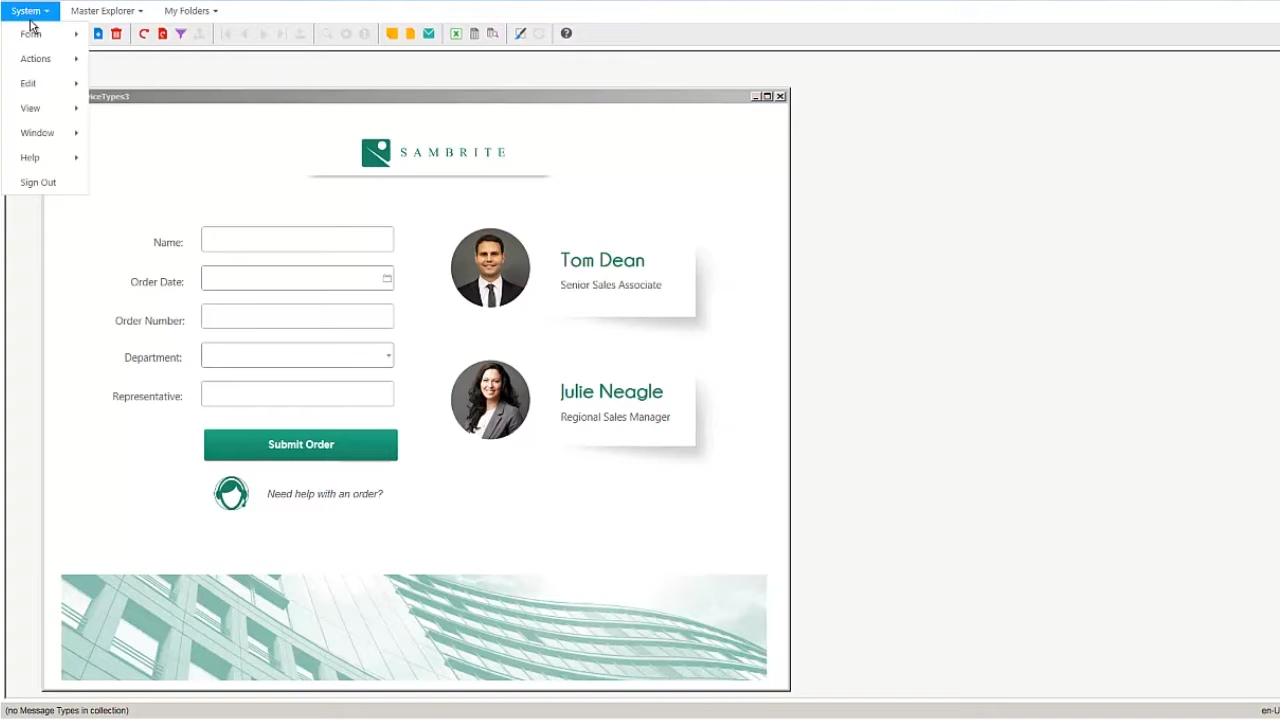 System
Master Explorer
My Folders
Form
Actions
Edit
View
Window
Help
Sign Out
SAMBRITE
Name:
Order Date:
Order Number:
Department:
Representative:
Submit Order
Need help with an order?
Tom Dean
Senior Sales Associate
Julie Neagle
Regional Sales Manager
(no Message Types in collection)